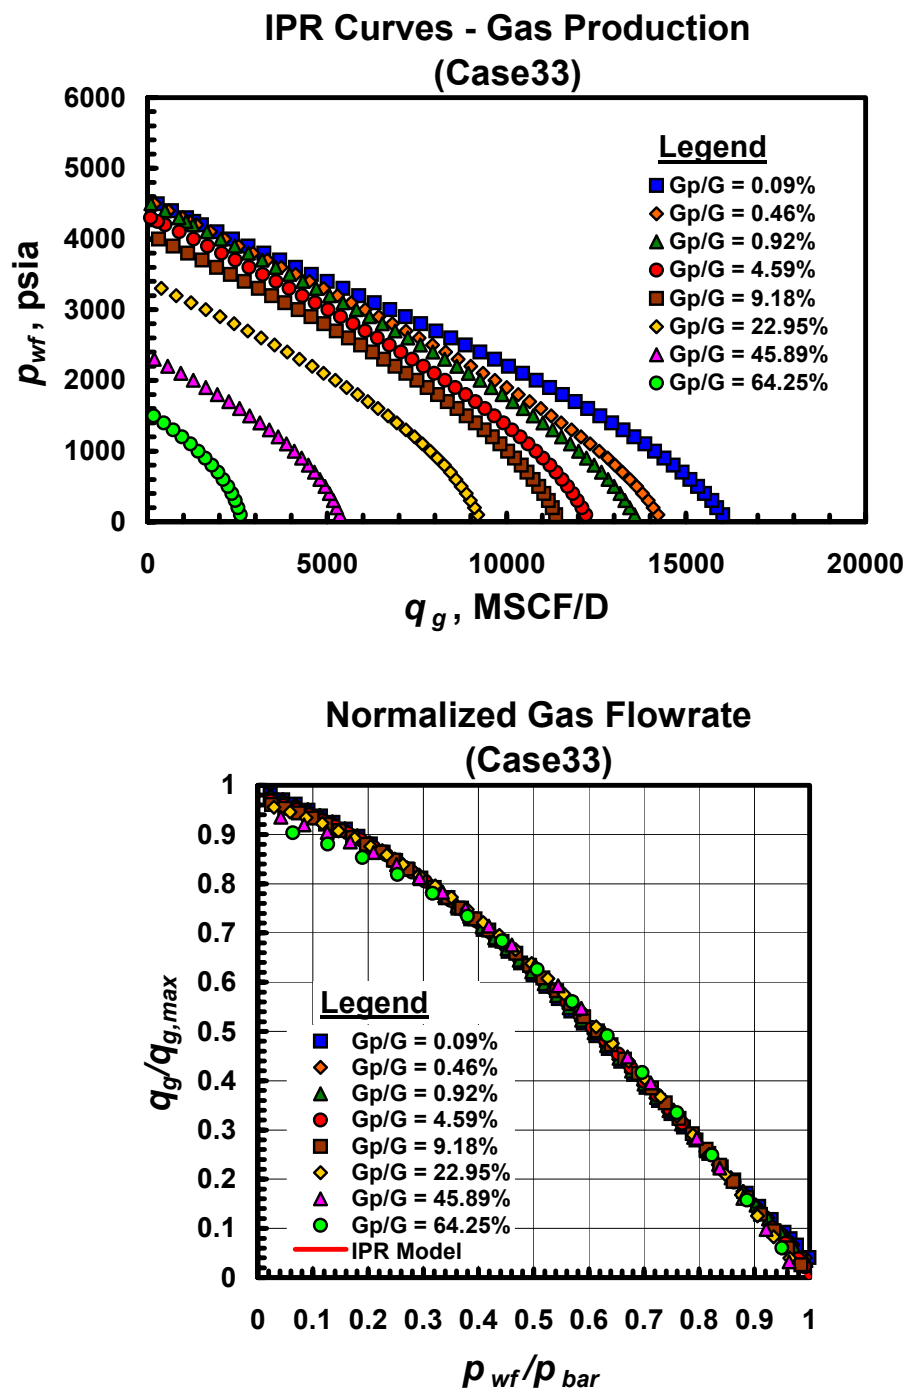 IPR Curves - Gas Production
(Case33)
6000
5000
4000
3000
2000
1000
0
p wf , psia
Legend
Gp/G = 0.09%
Gp/G = 0.46%
Gp/G = 0.92%
Gp/G = 4.59%
Gp/G = 9.18%
Gp/G = 22.95%
Gp/G = 45.89%
Gp/G = 64.25%
0 5000 10000 15000 20000
q g , MSCF/D
Normalized Gas Flowrate
(Case33)
1
0.9
0.8
0.7
0.6
0.5
0.4
0.3
0.2
0.1
0
q g /q g,max
Legend
Gp/G = 0.09%
Gp/G = 0.46%
Gp/G = 0.92%
Gp/G = 4.59%
Gp/G = 9.18%
Gp/G = 22.95%
Gp/G = 45.89%
Gp/G = 64.25%
IPR Model
0 0.1 0.2 0.3 0.4 0.5 0.6 0.7 0.8 0.9 1
p wf /p bar